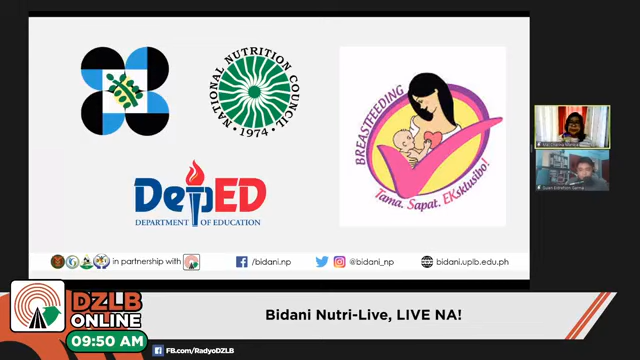 NATIONAL NUTRITION COUNCIL
• 1974 •
BREASTFEEDING
Tama. Sapat. EKsklusibo!
DepED
DEPARTMENT OF EDUCATION
in partnership with
/bidani.np
@bidani_np
bidani.uplb.edu.ph
DZLB
ONLINE
09:50 AM
Bidani Nutri-Live, LIVE NA!
FB.com/RadyoDZLB